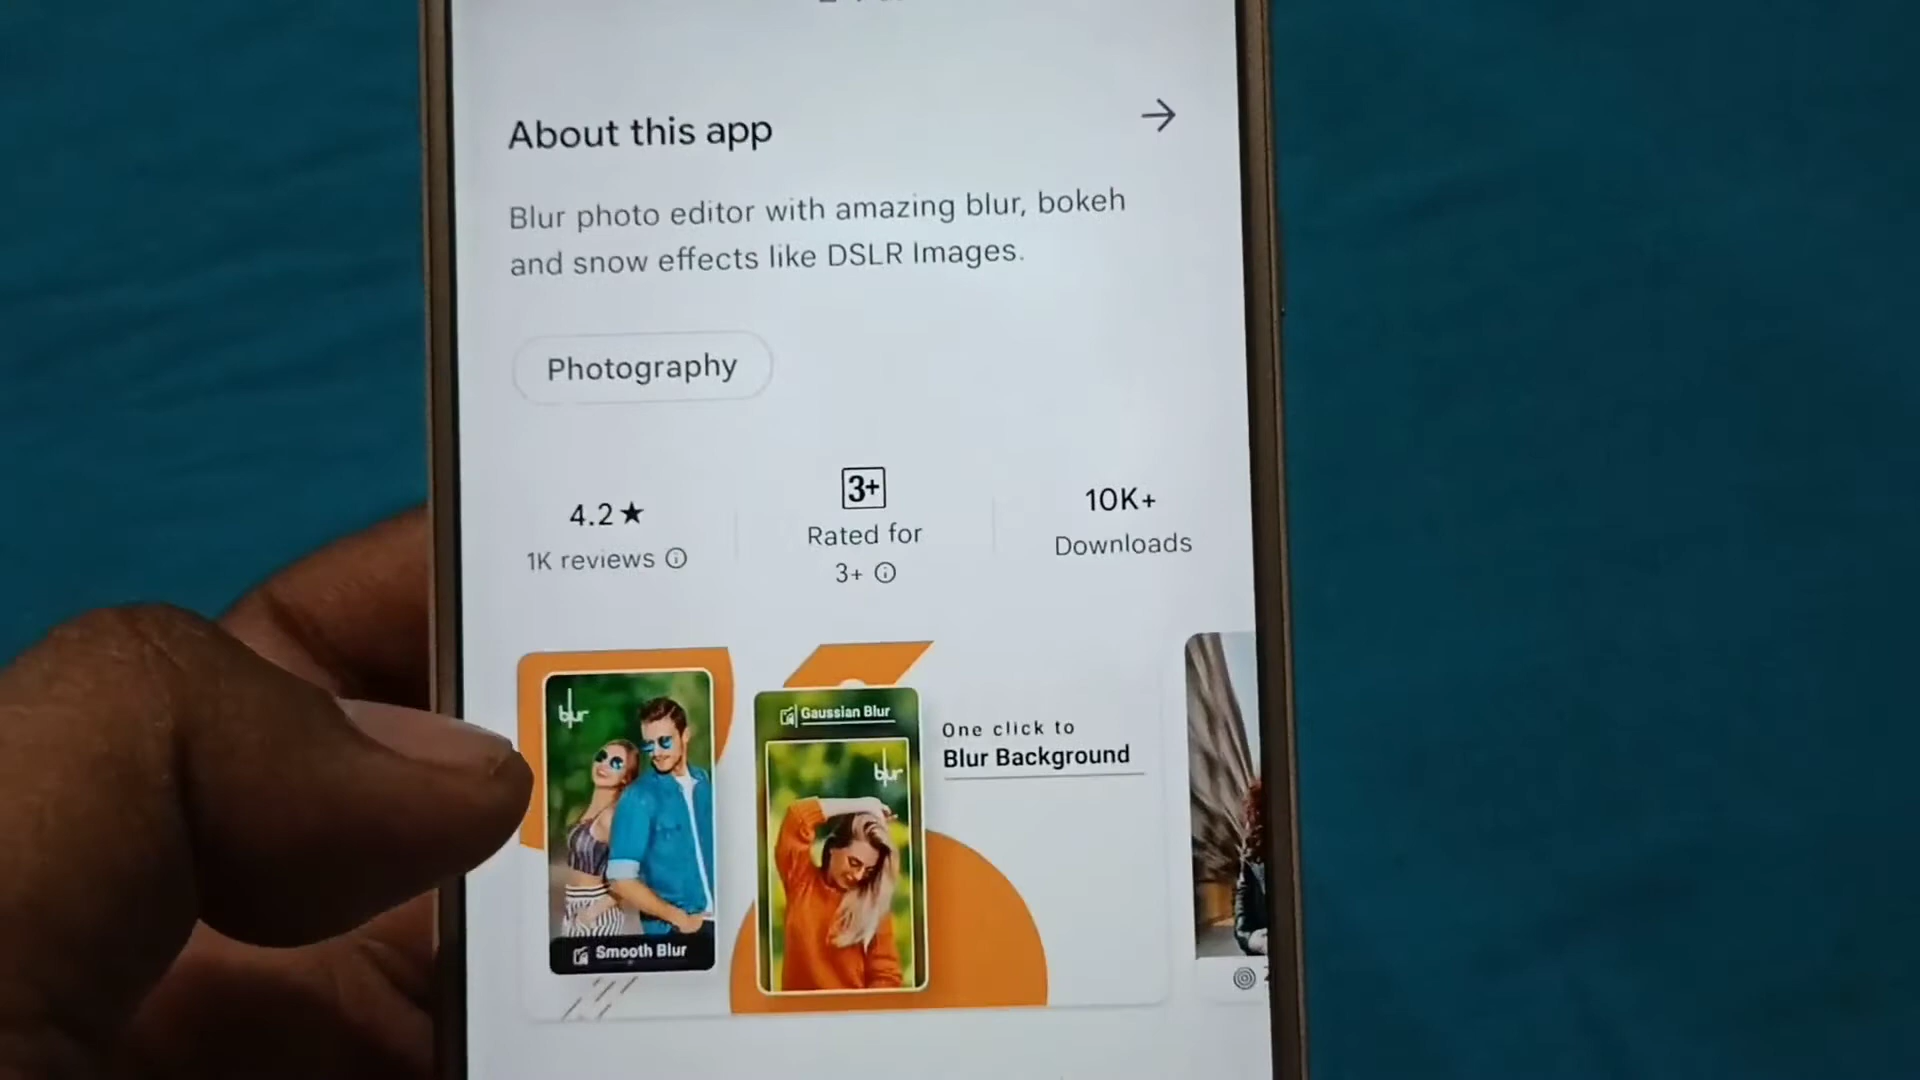 About this app
Blur photo editor with amazing blur, bokeh
and snow effects like DSLR Images.
Photography
4.2★
1K reviews
3+
Rated for
3+
10K+
Downloads
blur
Smooth Blur
Gaussian Blur
blur
One click to
Blur Background